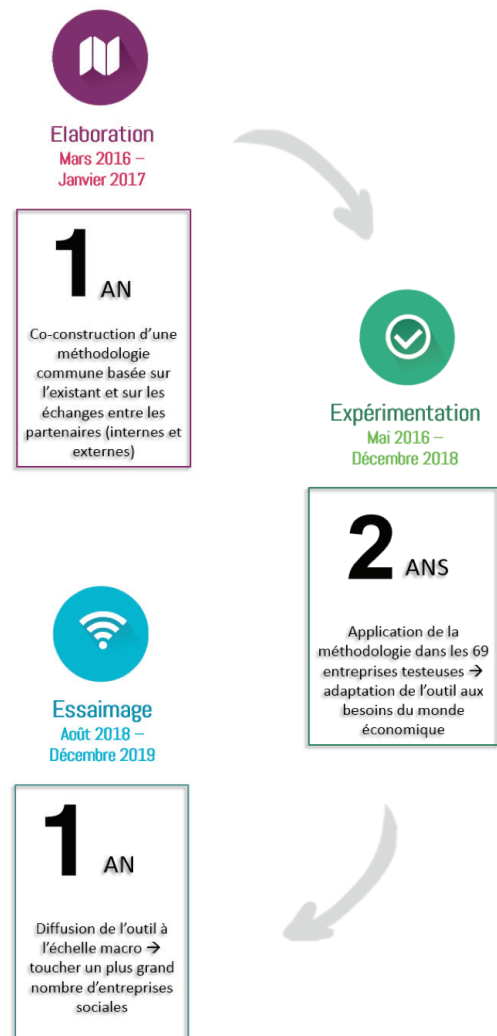 Elaboration
Mars 2016 –
Janvier 2017
1 AN
Co-construction d'une
méthodologie
commune basée sur
l'existant et sur les
échanges entre les
partenaires (internes et
externes)
Expérimentation
Mai 2016 –
Décembre 2018
2 ANS
Application de la
méthodologie dans les 69
entreprises testeuses →
adaptation de l'outil aux
besoins du monde
économique
Essaimage
Août 2018 –
Décembre 2019
1 AN
Diffusion de l'outil à
l'échelle macro →
toucher un plus grand
nombre d'entreprises
sociales